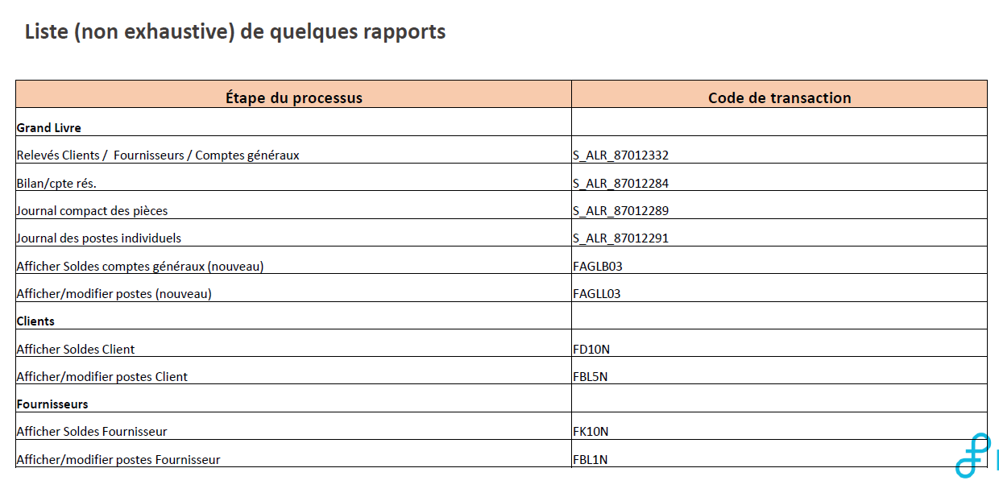 Liste (non exhaustive) de quelques rapports
Étape du processus Code de transaction
Grand Livre
Relevés Clients / Fournisseurs / Comptes généraux S_ALR_87012332
Bilan/cpte rés. S_ALR_87012284
Journal compact des pièces S_ALR_87012289
Journal des postes individuels S_ALR_87012291
Afficher Soldes comptes généraux (nouveau) FAGLB03
Afficher/modifier postes (nouveau) FAGLL03
Clients
Afficher Soldes Client FD10N
Afficher/modifier postes Client FBL5N
Fournisseurs
Afficher Soldes Fournisseur FK10N
Afficher/modifier postes Fournisseur FBL1N